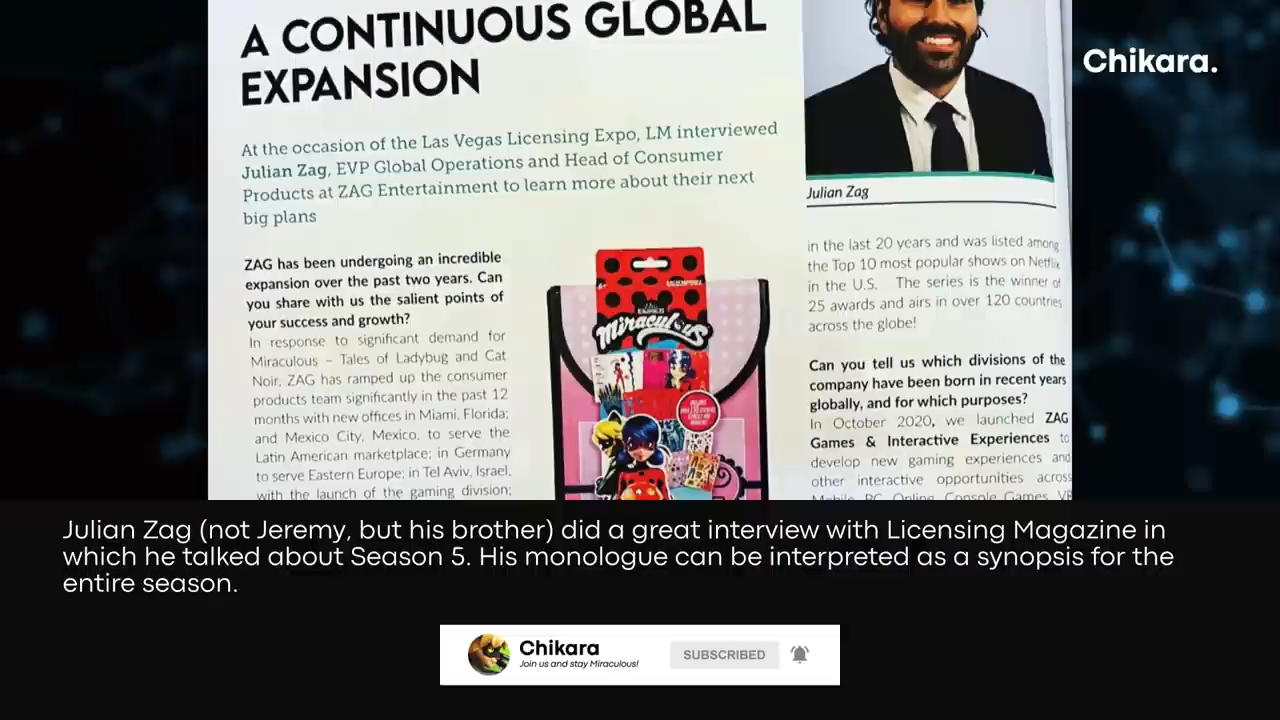 A CONTINUOUS GLOBAL
EXPANSION
Chikara.
At the occasion of the Las Vegas Licensing Expo, LM interviewed
Julian Zag, EVP Global Operations and Head of Consumer
Products at ZAG Entertainment to learn more about their next
big plans
Julian Zag
ZAG has been undergoing an incredible
expansion over the past two years. Can
you share with us the salient points of
your success and growth?
In response to significant demand for
Miraculous – Tales of Ladybug and Cat
Noir, ZAG has ramped up the consumer
products team significantly in the past 12
months with new offices in Miami, Florida;
and Mexico City, Mexico, to serve the
Latin American marketplace; in Germany
to serve Eastern Europe; in Tel Aviv, Israel,
with the launch of the gaming division;
Miraculous
in the last 20 years and was listed among
the Top 10 most popular shows on Netflix
in the U.S. The series is the winner of
25 awards and airs in over 120 countries
across the globe!
Can you tell us which divisions of the
company have been born in recent years
globally, and for which purposes?
In October 2020, we launched ZAG
Games & Interactive Experiences to
develop new gaming experiences and
other interactive opportunities across
Mobile, PC, Online, Console Games, VR
Julian Zag (not Jeremy, but his brother) did a great interview with Licensing Magazine in
which he talked about Season 5. His monologue can be interpreted as a synopsis for the
entire season.
Chikara
Join us and stay Miraculous!
SUBSCRIBED